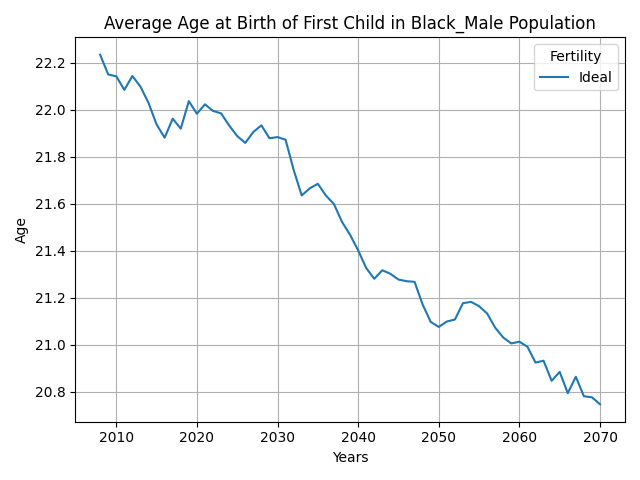 Average Age at Birth of First Child in Black_Male Population
Fertility
Ideal
Age
22.2
22.0
21.8
21.6
21.4
21.2
21.0
20.8
2010 2020 2030 2040 2050 2060 2070
Years